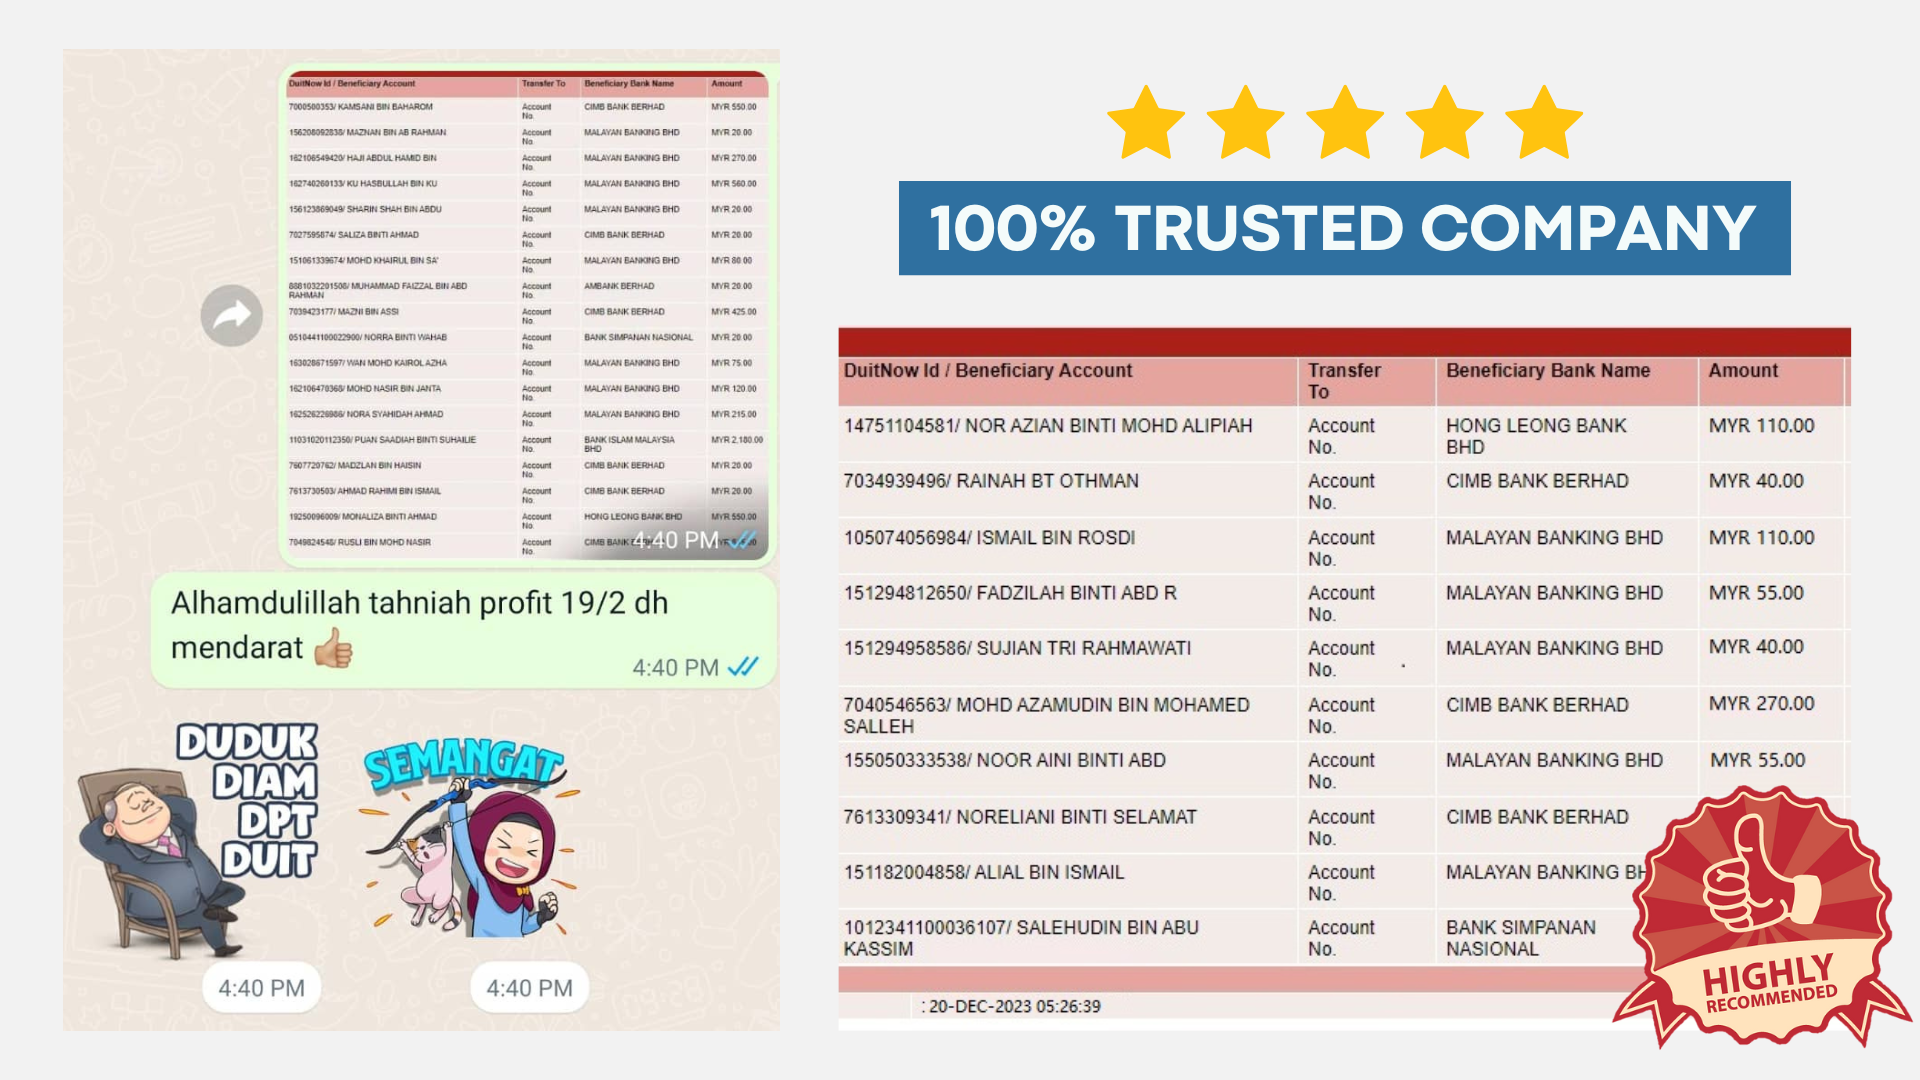 DuitNow Id / Beneficiary Account Transfer To Beneficiary Bank Name Amount
7000500353/ KAMSANI BIN BAHAROM Account No. CIMB BANK BERHAD MYR 550.00
156208092838/ MAZNAN BIN AB RAHMAN Account No. MALAYAN BANKING BHD MYR 20.00
162106549420/ HAJI ABDUL HAMID BIN Account No. MALAYAN BANKING BHD MYR 270.00
162740260133/ KU HASBULLAH BIN KU Account No. MALAYAN BANKING BHD MYR 560.00
156123869049/ SHARIN SHAH BIN ABDU Account No. MALAYAN BANKING BHD MYR 20.00
7027595874/ SALIZA BINTI AHMAD Account No. CIMB BANK BERHAD MYR 20.00
151061339674/ MOHD KHAIRUL BIN SA' Account No. MALAYAN BANKING BHD MYR 80.00
8881032201508/ MUHAMMAD FAIZZAL BIN ABD RAHMAN Account No. AMBANK BERHAD MYR 20.00
7039423177/ MAZNI BIN ASSI Account No. CIMB BANK BERHAD MYR 425.00
0510441100022900/ NORRA BINTI WAHAB Account No. BANK SIMPANAN NASIONAL MYR 20.00
163028671597/ WAN MOHD KAIROL AZHA Account No. MALAYAN BANKING BHD MYR 75.00
162106470368/ MOHD NASIR BIN JANTA Account No. MALAYAN BANKING BHD MYR 120.00
162526226986/ NORA SYAHIDAH AHMAD Account No. MALAYAN BANKING BHD MYR 215.00
11031020112350/ PUAN SAADIAH BINTI SUHAILIE Account No. BANK ISLAM MALAYSIA BHD MYR 2,180.00
7607720762/ MADZLAN BIN HAISIN Account No. CIMB BANK BERHAD MYR 20.00
7613730503/ AHMAD RAHIMI BIN ISMAIL Account No. CIMB BANK BERHAD MYR 20.00
19250096009/ MONALIZA BINTI AHMAD Account No. HONG LEONG BANK BHD MYR 550.00
7049824548/ RUSLI BIN MOHD NASIR Account No. CIMB BANK
4:40 PM
Alhamdulillah tahniah profit 19/2 dh
mendarat 👍🏼
4:40 PM
DUDUK
DIAM
DPT
DUIT
SEMANGAT
4:40 PM
4:40 PM
100% TRUSTED COMPANY
DuitNow Id / Beneficiary Account Transfer To Beneficiary Bank Name Amount
14751104581/ NOR AZIAN BINTI MOHD ALIPIAH Account No. HONG LEONG BANK BHD MYR 110.00
7034939496/ RAINAH BT OTHMAN Account No. CIMB BANK BERHAD MYR 40.00
105074056984/ ISMAIL BIN ROSDI Account No. MALAYAN BANKING BHD MYR 110.00
151294812650/ FADZILAH BINTI ABD R Account No. MALAYAN BANKING BHD MYR 55.00
151294958586/ SUJIAN TRI RAHMAWATI Account No. MALAYAN BANKING BHD MYR 40.00
7040546563/ MOHD AZAMUDIN BIN MOHAMED SALLEH Account No. CIMB BANK BERHAD MYR 270.00
155050333538/ NOOR AINI BINTI ABD Account No. MALAYAN BANKING BHD MYR 55.00
7613309341/ NORELIANI BINTI SELAMAT Account No. CIMB BANK BERHAD
151182004858/ ALIAL BIN ISMAIL Account No. MALAYAN BANKING BH
1012341100036107/ SALEHUDIN BIN ABU KASSIM Account No. BANK SIMPANAN NASIONAL
: 20-DEC-2023 05:26:39
HIGHLY
RECOMMENDED